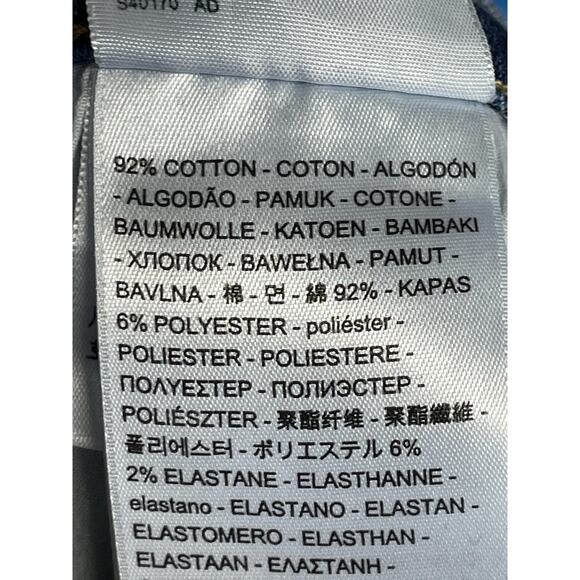 S40170 AD
92% COTTON - COTON - ALGODÓN
- ALGODÃO - PAMUK - COTONE -
BAUMWOLLE - KATOEN - BAMBAKI
- ХЛОПОК - BAWEŁNA - PAMUT -
BAVLNA - 棉 - 면 - 綿 92% - KAPAS
6% POLYESTER - poliéster -
POLIESTER - POLIESTERE -
ΠΟΛΥΕΣΤΕΡ - ПОЛИЭСТЕР -
POLIÉSZTER - 聚酯纤维 - 聚酯纖維 -
폴리에스터 - ポリエステル 6%
2% ELASTANE - ELASTHANNE -
elastano - ELASTANO - ELASTAN -
ELASTOMERO - ELASTHAN -
ELASTAAN - ΕΛΑΣΤΑΝΗ -